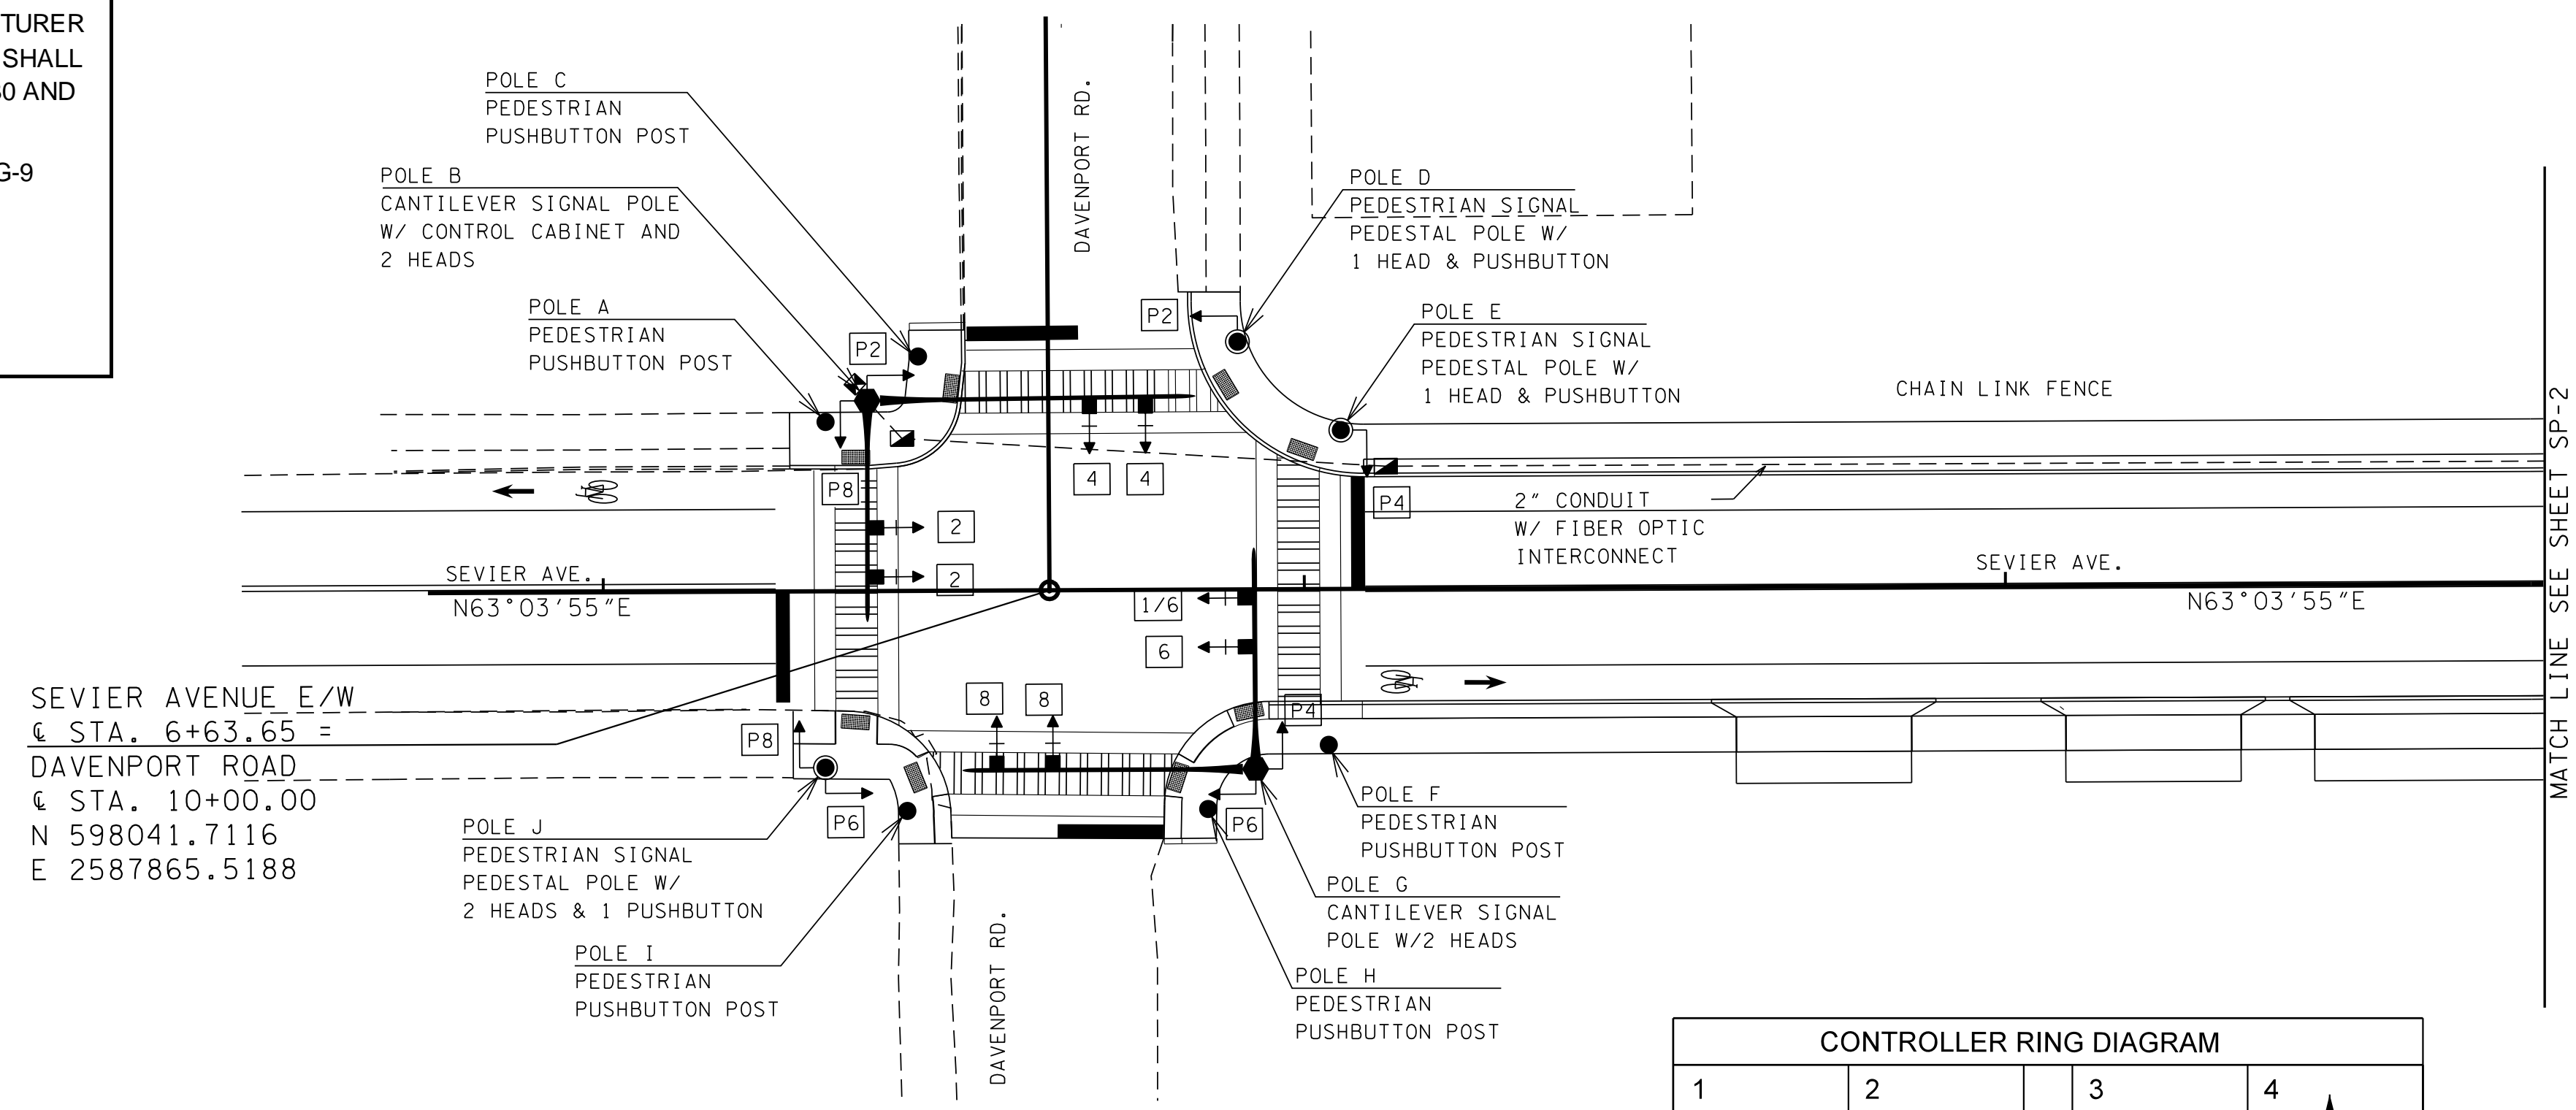 TURER
SHALL
0 AND
G-9
POLE C
PEDESTRIAN
PUSHBUTTON POST
POLE B
CANTILEVER SIGNAL POLE
W/ CONTROL CABINET AND
2 HEADS
POLE A
PEDESTRIAN
PUSHBUTTON POST
DAVENPORT RD.
POLE D
PEDESTRIAN SIGNAL
PEDESTAL POLE W/
1 HEAD & PUSHBUTTON
POLE E
PEDESTRIAN SIGNAL
PEDESTAL POLE W/
1 HEAD & PUSHBUTTON
CHAIN LINK FENCE
P2
P2
P8
4
4
P4
2" CONDUIT
W/ FIBER OPTIC
INTERCONNECT
2
2
SEVIER AVE.
N63°03'55"E
SEVIER AVE.
N63°03'55"E
1/6
6
8
8
P4
P8
P6
P6
MATCH LINE SEE SHEET SP-2
SEVIER AVENUE E/W
℄ STA. 6+63.65 =
DAVENPORT ROAD
℄ STA. 10+00.00
N 598041.7116
E 2587865.5188
POLE J
PEDESTRIAN SIGNAL
PEDESTAL POLE W/
2 HEADS & 1 PUSHBUTTON
POLE I
PEDESTRIAN
PUSHBUTTON POST
DAVENPORT RD.
POLE F
PEDESTRIAN
PUSHBUTTON POST
POLE G
CANTILEVER SIGNAL
POLE W/2 HEADS
POLE H
PEDESTRIAN
PUSHBUTTON POST
CONTROLLER RING DIAGRAM
1 2 3 4